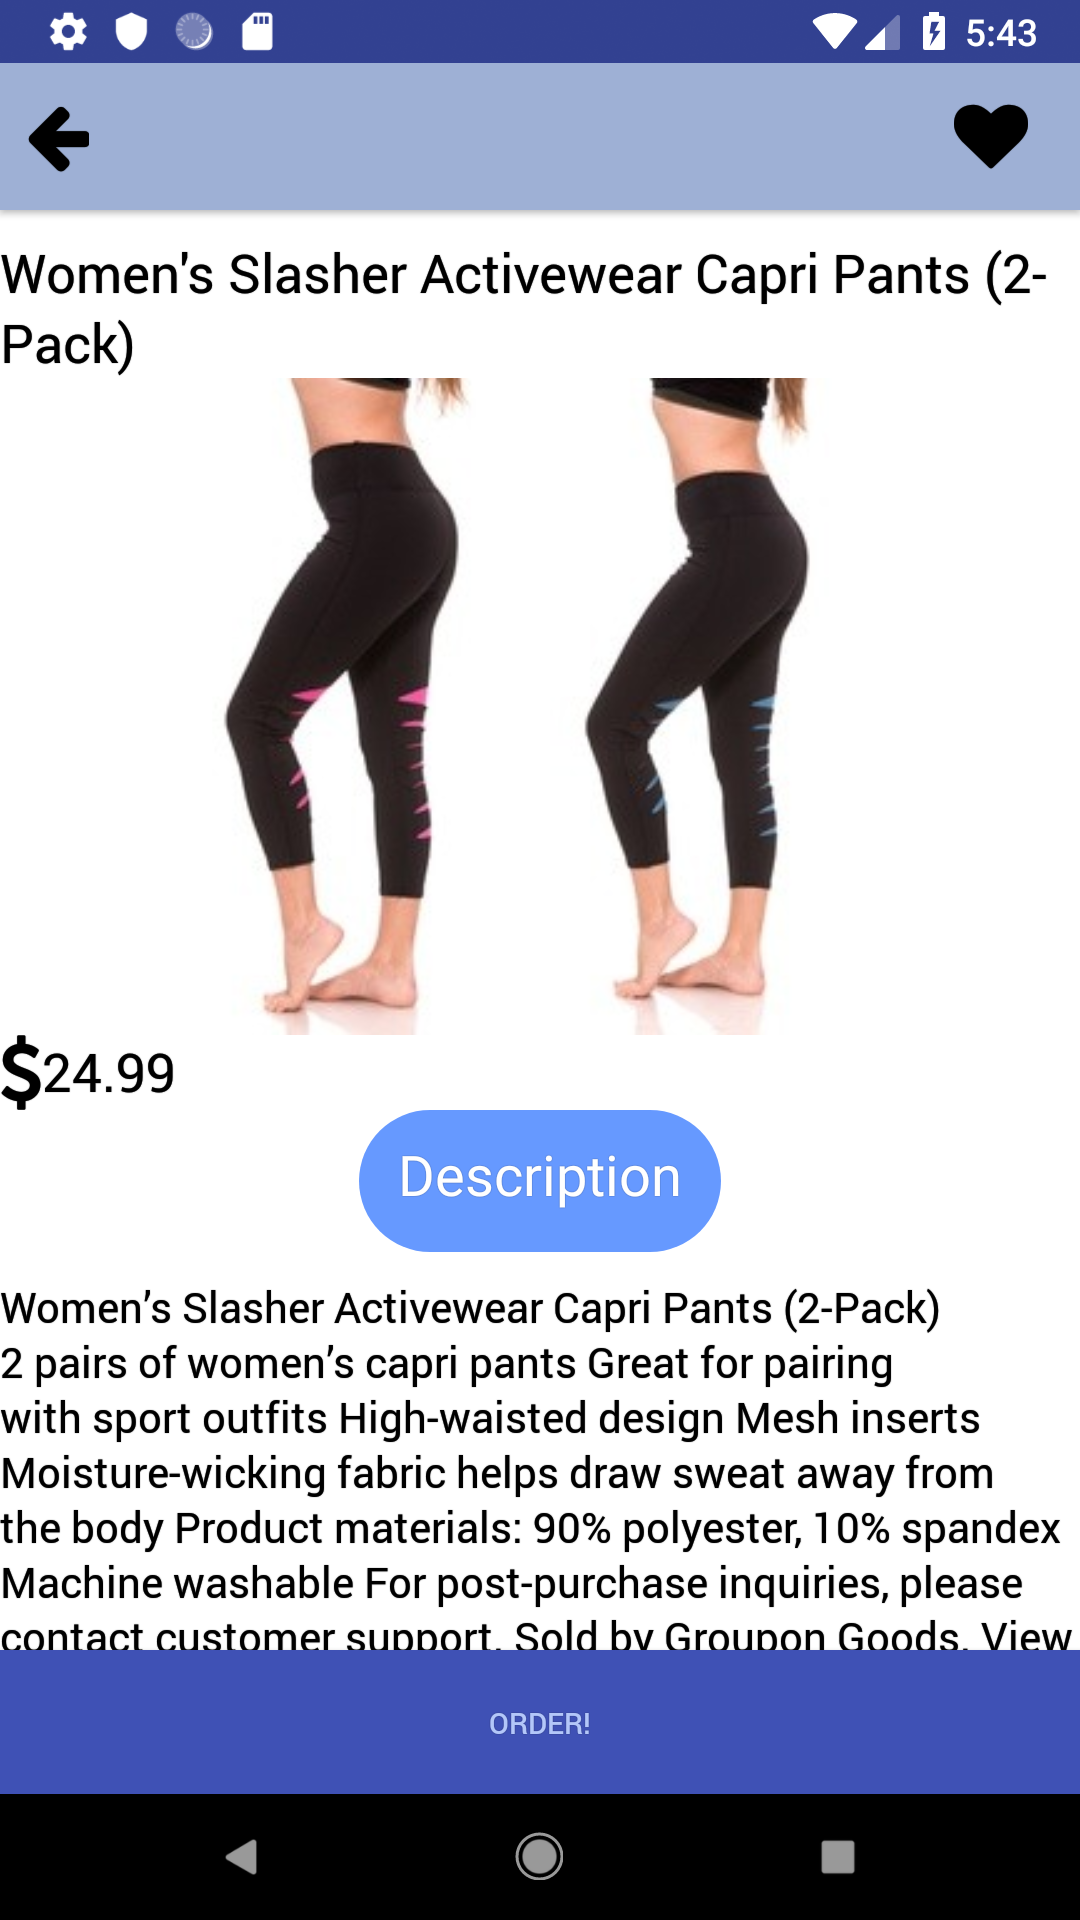 5:43
Women's Slasher Activewear Capri Pants (2-
Pack)
$24.99
Description
Women’s Slasher Activewear Capri Pants (2-Pack)
2 pairs of women’s capri pants Great for pairing
with sport outfits High-waisted design Mesh inserts
Moisture-wicking fabric helps draw sweat away from
the body Product materials: 90% polyester, 10% spandex
Machine washable For post-purchase inquiries, please
contact customer support. Sold by Groupon Goods. View
ORDER!